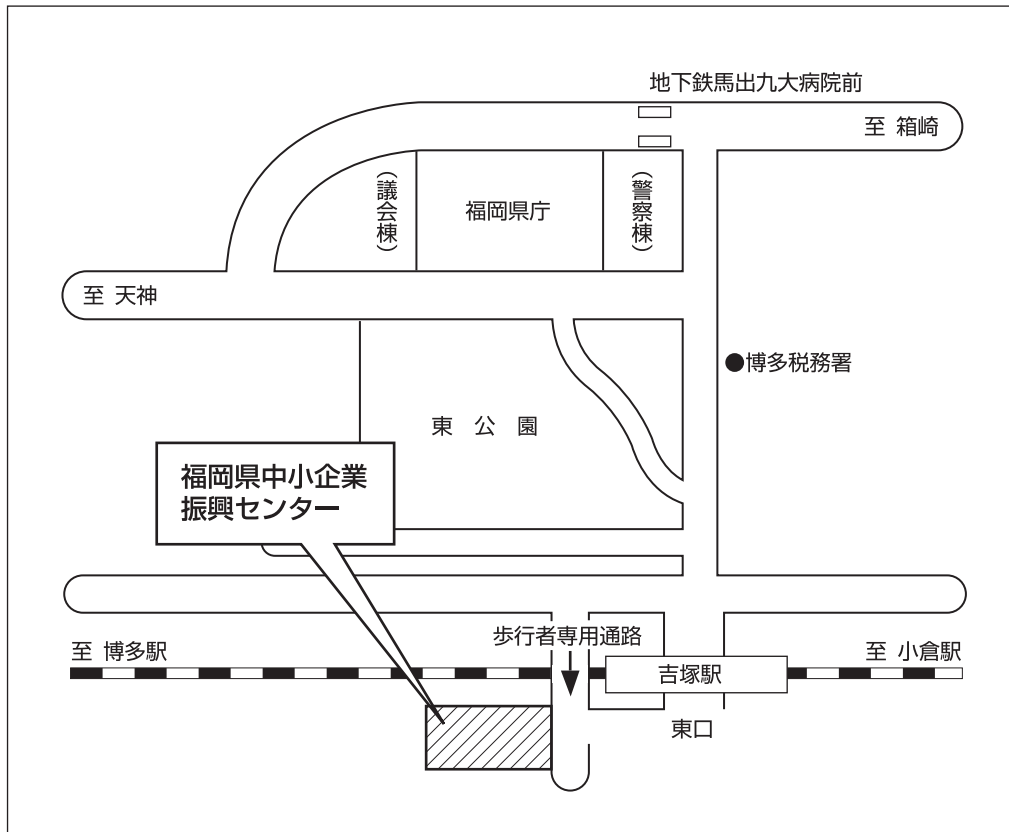 地下鉄馬出九大病院前
至 箱崎
(議会棟)
福岡県庁
(警察棟)
至 天神
博多税務署
東 公 園
福岡県中小企業
振興センター
歩行者専用通路
至 博多駅
至 小倉駅
吉塚駅
東口